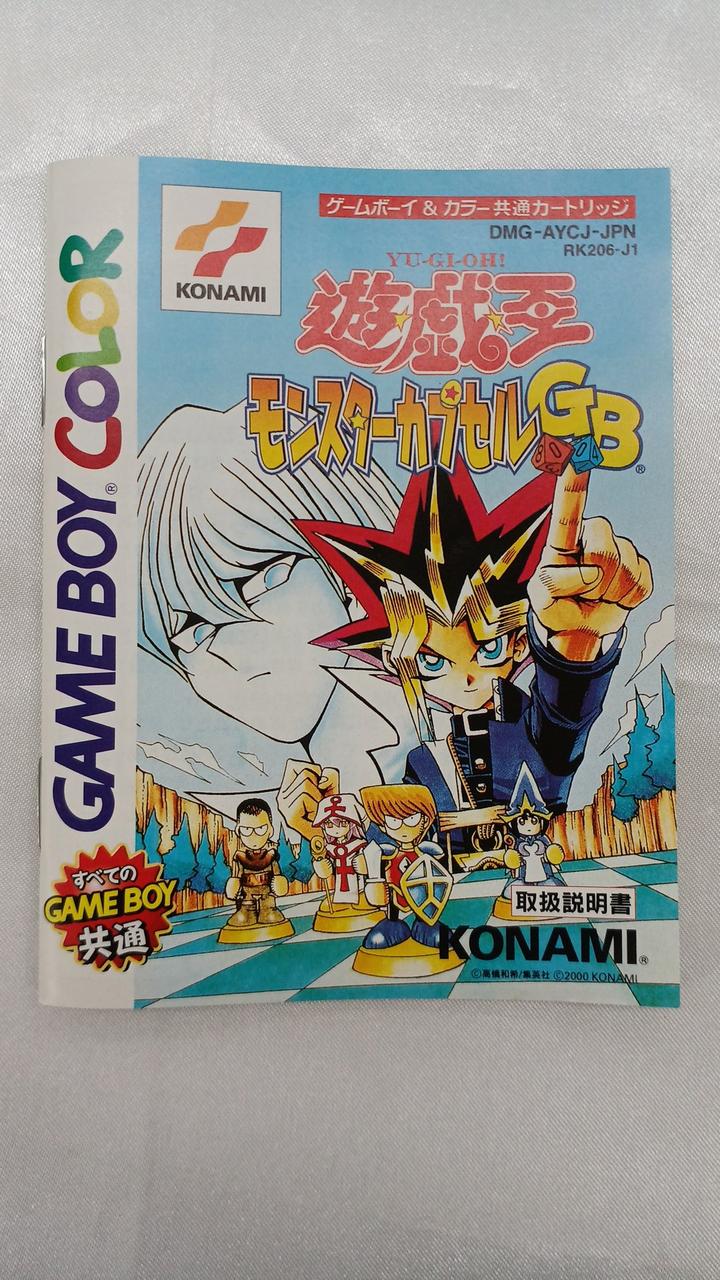 KONAMI
ゲームボーイ & カラー共通カートリッジ
DMG-AYCJ-JPN
RK206-J1
YU-GI-OH!
遊戯王
モンスターカプセルGB®
GAME BOY® COLOR
すべての
GAME BOY
共通
取扱説明書
KONAMI®
©高橋和希/集英社 ©2000 KONAMI